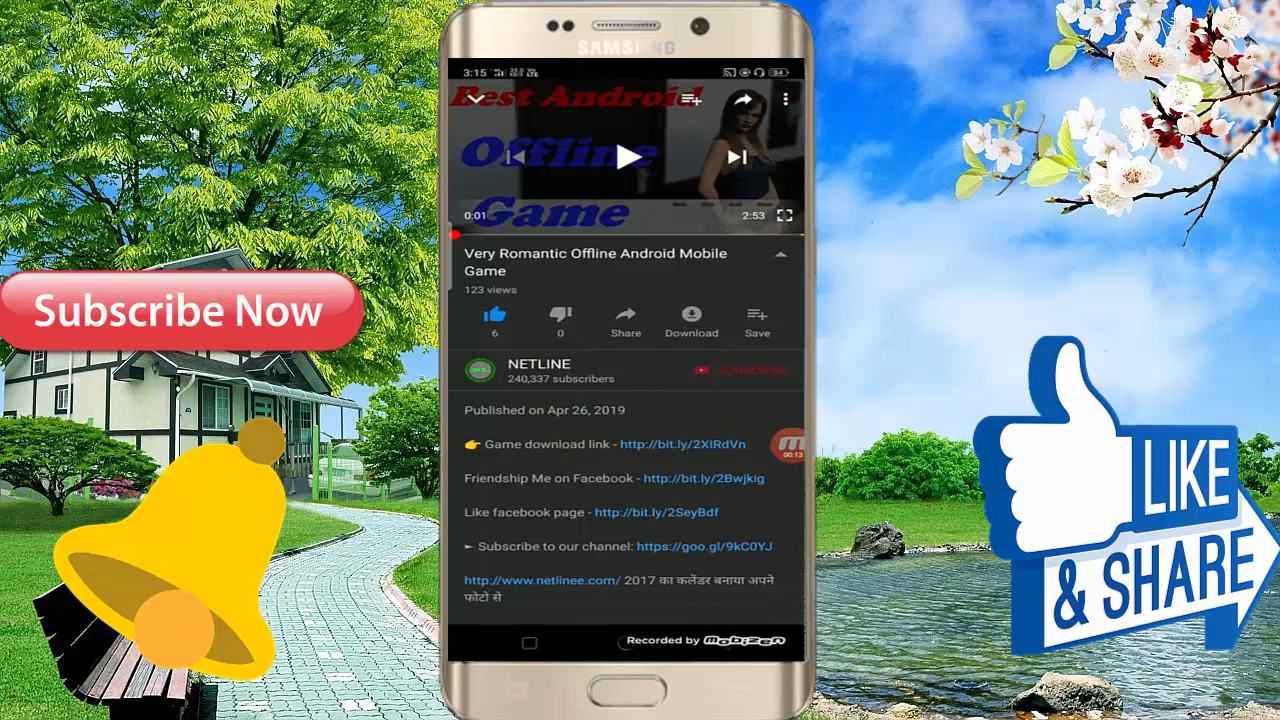 SAMSUNG
3:15
Best Android
Offline
Game
0:01
2:53
Very Romantic Offline Android Mobile
Game
123 views
6
0
Share
Download
Save
NETLINE
240,337 subscribers
SUBSCRIBE
Published on Apr 26, 2019
👉 Game download link - http://bit.ly/2XIRdVn
00:13
Friendship Me on Facebook - http://bit.ly/2Bwjkig
Like facebook page - http://bit.ly/2SeyBdf
► Subscribe to our channel: https://goo.gl/9kC0YJ
http://www.netlinee.com/ 2017 का कलेंडर बनाया अपने
फोटो से
Recorded by mobizen
Subscribe Now
LIKE
& SHARE